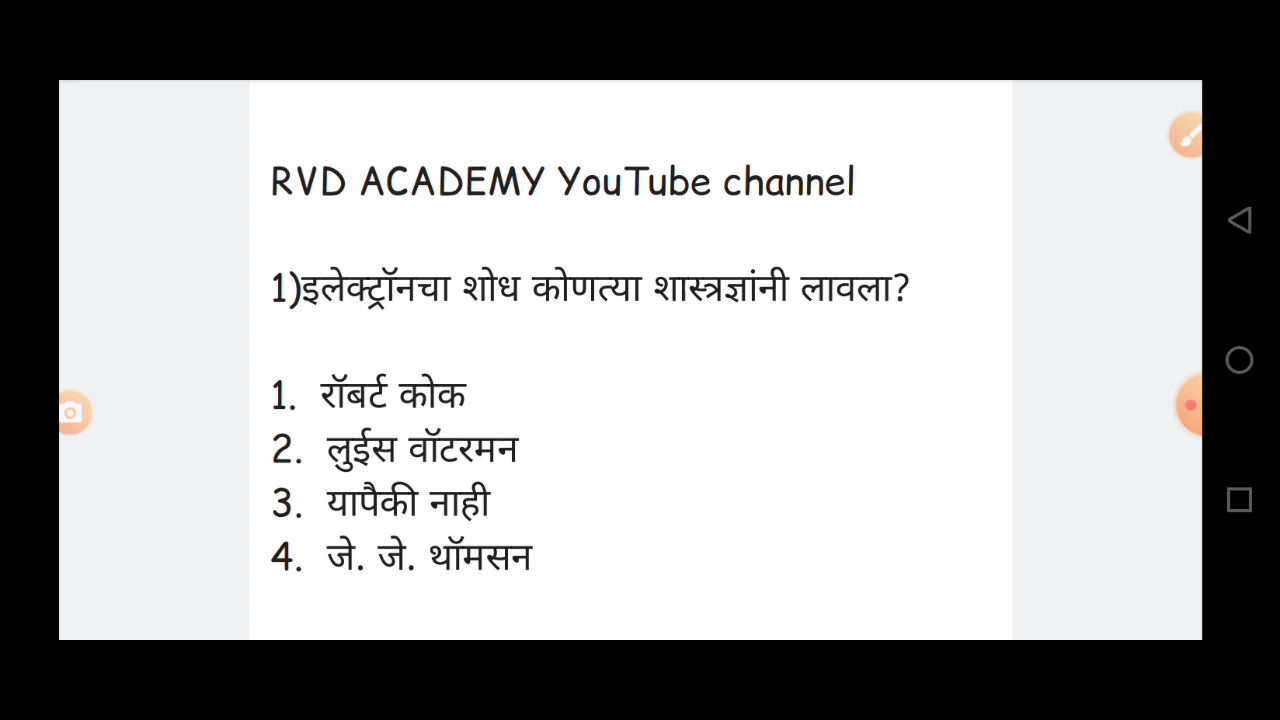 RVD ACADEMY YouTube channel
1)इलेक्ट्रॉनचा शोध कोणत्या शास्त्रज्ञांनी लावला?
1. रॉबर्ट कोक
2. लुईस वॉटरमन
3. यापैकी नाही
4. जे. जे. थॉमसन